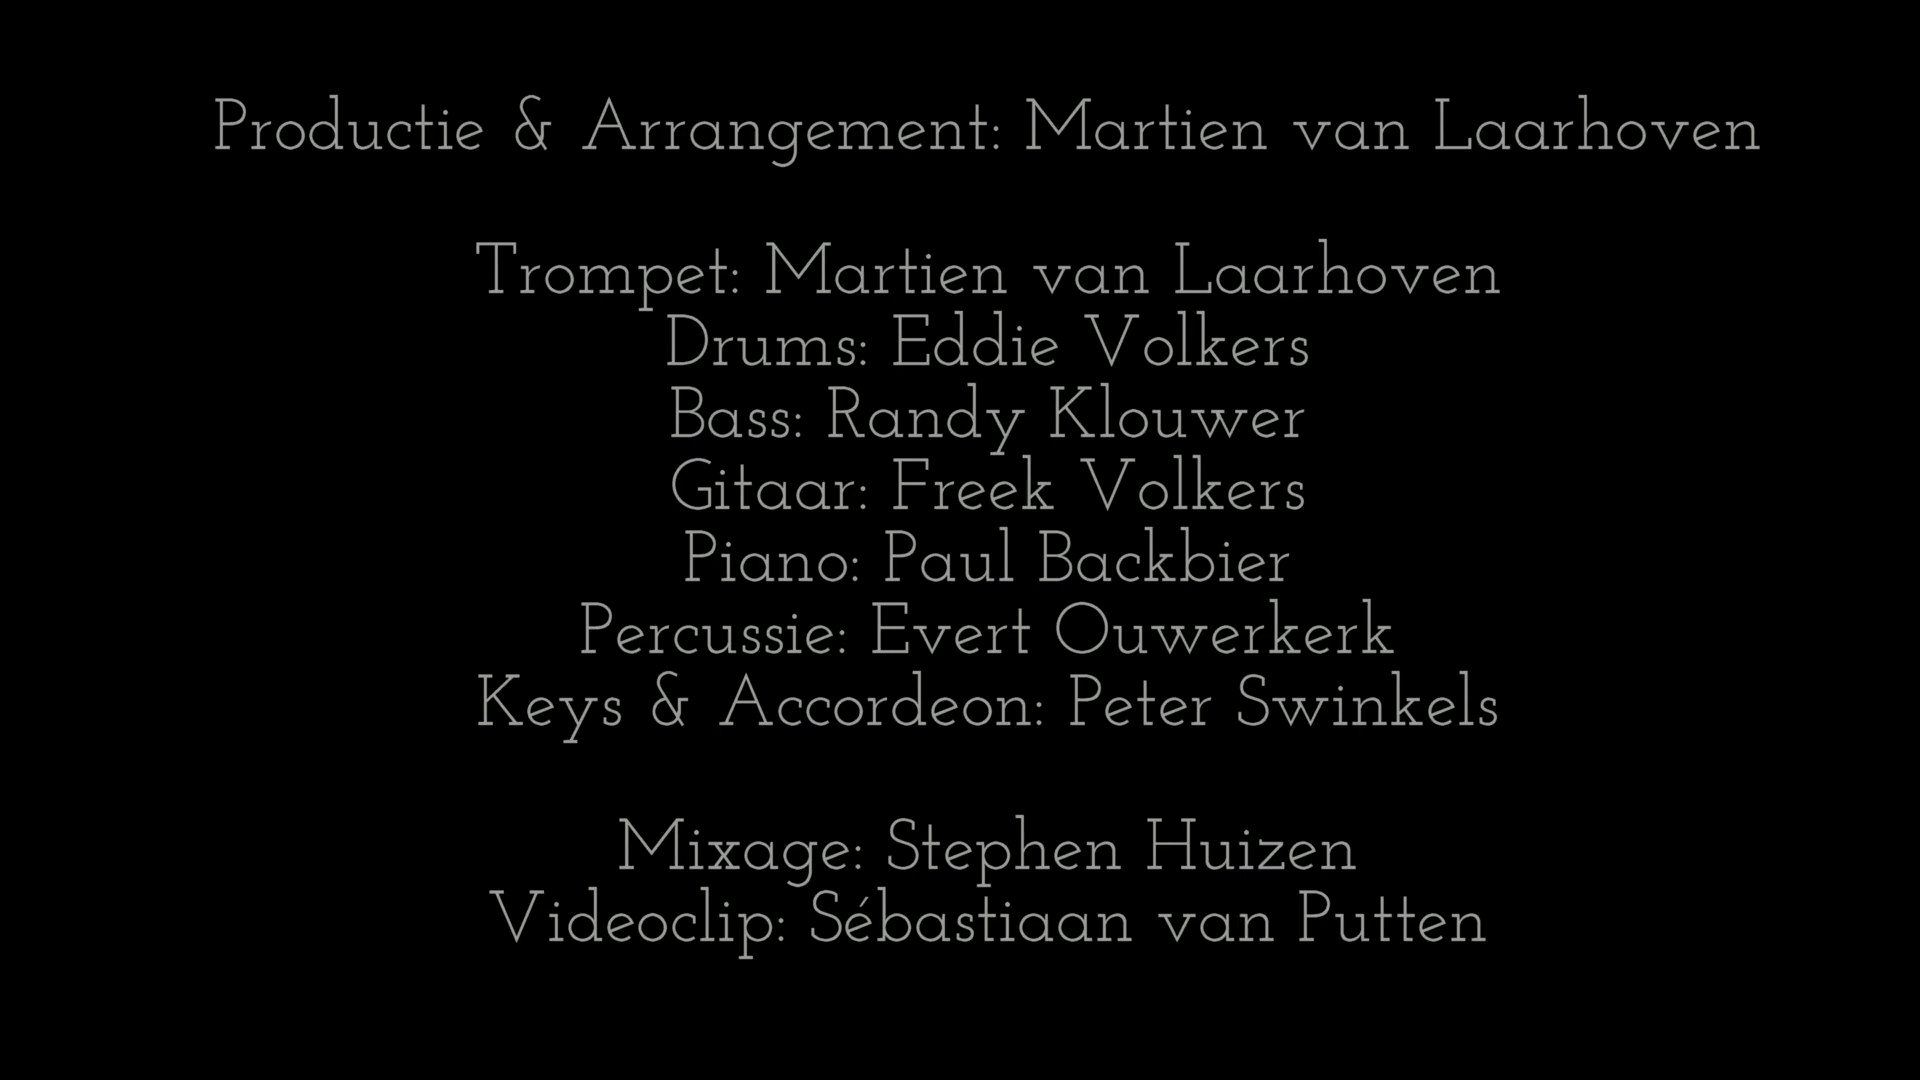 Productie & Arrangement: Martien van Laarhoven
Trompet: Martien van Laarhoven
Drums: Eddie Volkers
Bass: Randy Klouwer
Gitaar: Freek Volkers
Piano: Paul Backbier
Percussie: Evert Ouwerkerk
Keys & Accordeon: Peter Swinkels
Mixage: Stephen Huizen
Videoclip: Sébastiaan van Putten